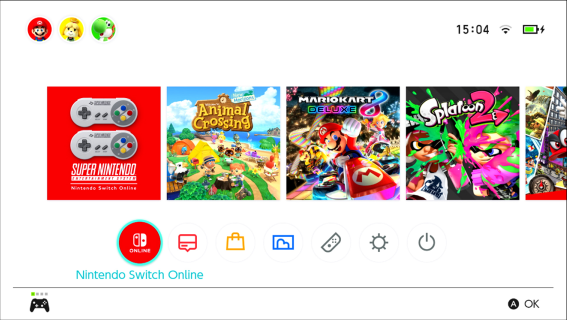 15:04
SUPER NINTENDO
ENTERTAINMENT SYSTEM
Nintendo Switch Online
Animal
Crossing
MARIOKART 8
DELUXE
Splatoon 2
ONLINE
Nintendo Switch Online
A OK